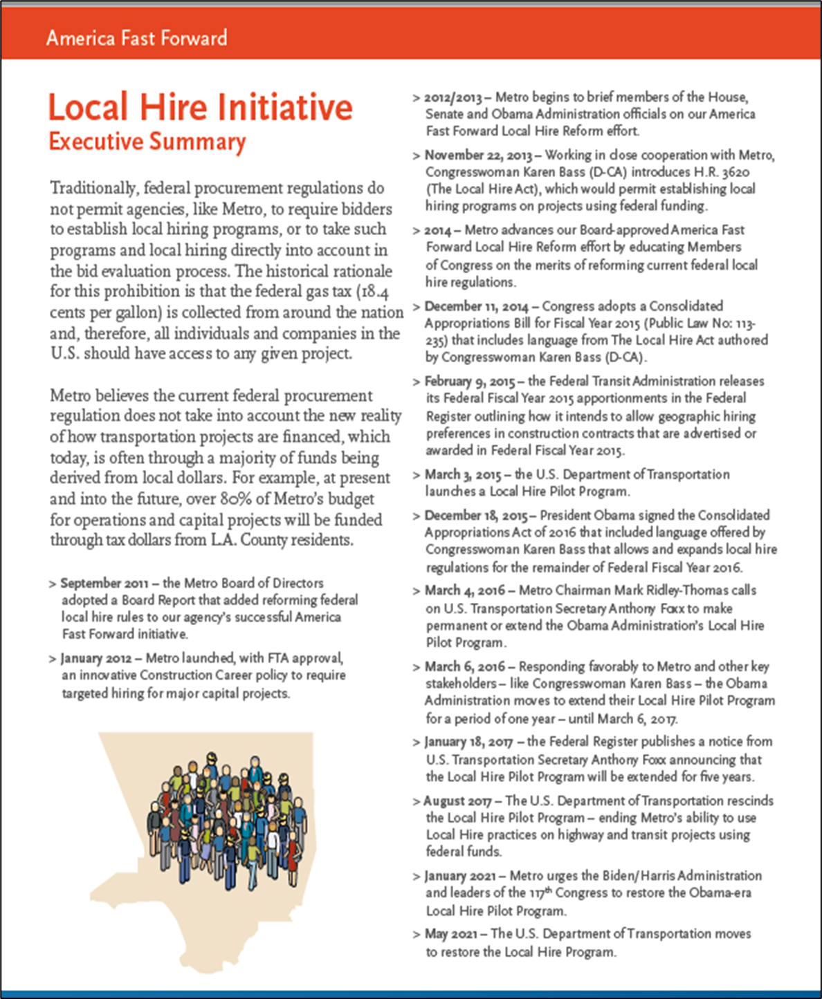 America Fast Forward
Local Hire Initiative
Executive Summary
Traditionally, federal procurement regulations do
not permit agencies, like Metro, to require bidders
to establish local hiring programs, or to take such
programs and local hiring directly into account in
the bid evaluation process. The historical rationale
for this prohibition is that the federal gas tax (18.4
cents per gallon) is collected from around the nation
and, therefore, all individuals and companies in the
U.S. should have access to any given project.
Metro believes the current federal procurement
regulation does not take into account the new reality
of how transportation projects are financed, which
today, is often through a majority of funds being
derived from local dollars. For example, at present
and into the future, over 80% of Metro's budget
for operations and capital projects will be funded
through tax dollars from L.A. County residents.
> September 2011 – the Metro Board of Directors
adopted a Board Report that added reforming federal
local hire rules to our agency's successful America
Fast Forward initiative.
> January 2012 – Metro launched, with FTA approval,
an innovative Construction Career policy to require
targeted hiring for major capital projects.
> 2012/2013 – Metro begins to brief members of the House,
Senate and Obama Administration officials on our America
Fast Forward Local Hire Reform effort.
> November 22, 2013 – Working in close cooperation with Metro,
Congresswoman Karen Bass (D-CA) introduces H.R. 3620
(The Local Hire Act), which would permit establishing local
hiring programs on projects using federal funding.
> 2014 – Metro advances our Board-approved America Fast
Forward Local Hire Reform effort by educating Members
of Congress on the merits of reforming current federal local
hire regulations.
> December 11, 2014 – Congress adopts a Consolidated
Appropriations Bill for Fiscal Year 2015 (Public Law No: 113-
235) that includes language from The Local Hire Act authored
by Congresswoman Karen Bass (D-CA).
> February 9, 2015 – the Federal Transit Administration releases
its Federal Fiscal Year 2015 apportionments in the Federal
Register outlining how it intends to allow geographic hiring
preferences in construction contracts that are advertised or
awarded in Federal Fiscal Year 2015.
> March 3, 2015 – the U.S. Department of Transportation
launches a Local Hire Pilot Program.
> December 18, 2015 – President Obama signed the Consolidated
Appropriations Act of 2016 that included language offered by
Congresswoman Karen Bass that allows and expands local hire
regulations for the remainder of Federal Fiscal Year 2016.
> March 4, 2016 – Metro Chairman Mark Ridley-Thomas calls
on U.S. Transportation Secretary Anthony Foxx to make
permanent or extend the Obama Administration's Local Hire
Pilot Program.
> March 6, 2016 – Responding favorably to Metro and other key
stakeholders – like Congresswoman Karen Bass – the Obama
Administration moves to extend their Local Hire Pilot Program
for a period of one year – until March 6, 2017.
> January 18, 2017 – the Federal Register publishes a notice from
U.S. Transportation Secretary Anthony Foxx announcing that
the Local Hire Pilot Program will be extended for five years.
> August 2017 – The U.S. Department of Transportation rescinds
the Local Hire Pilot Program – ending Metro's ability to use
Local Hire practices on highway and transit projects using
federal funds.
> January 2021 – Metro urges the Biden/Harris Administration
and leaders of the 117th Congress to restore the Obama-era
Local Hire Pilot Program.
> May 2021 – The U.S. Department of Transportation moves
to restore the Local Hire Program.